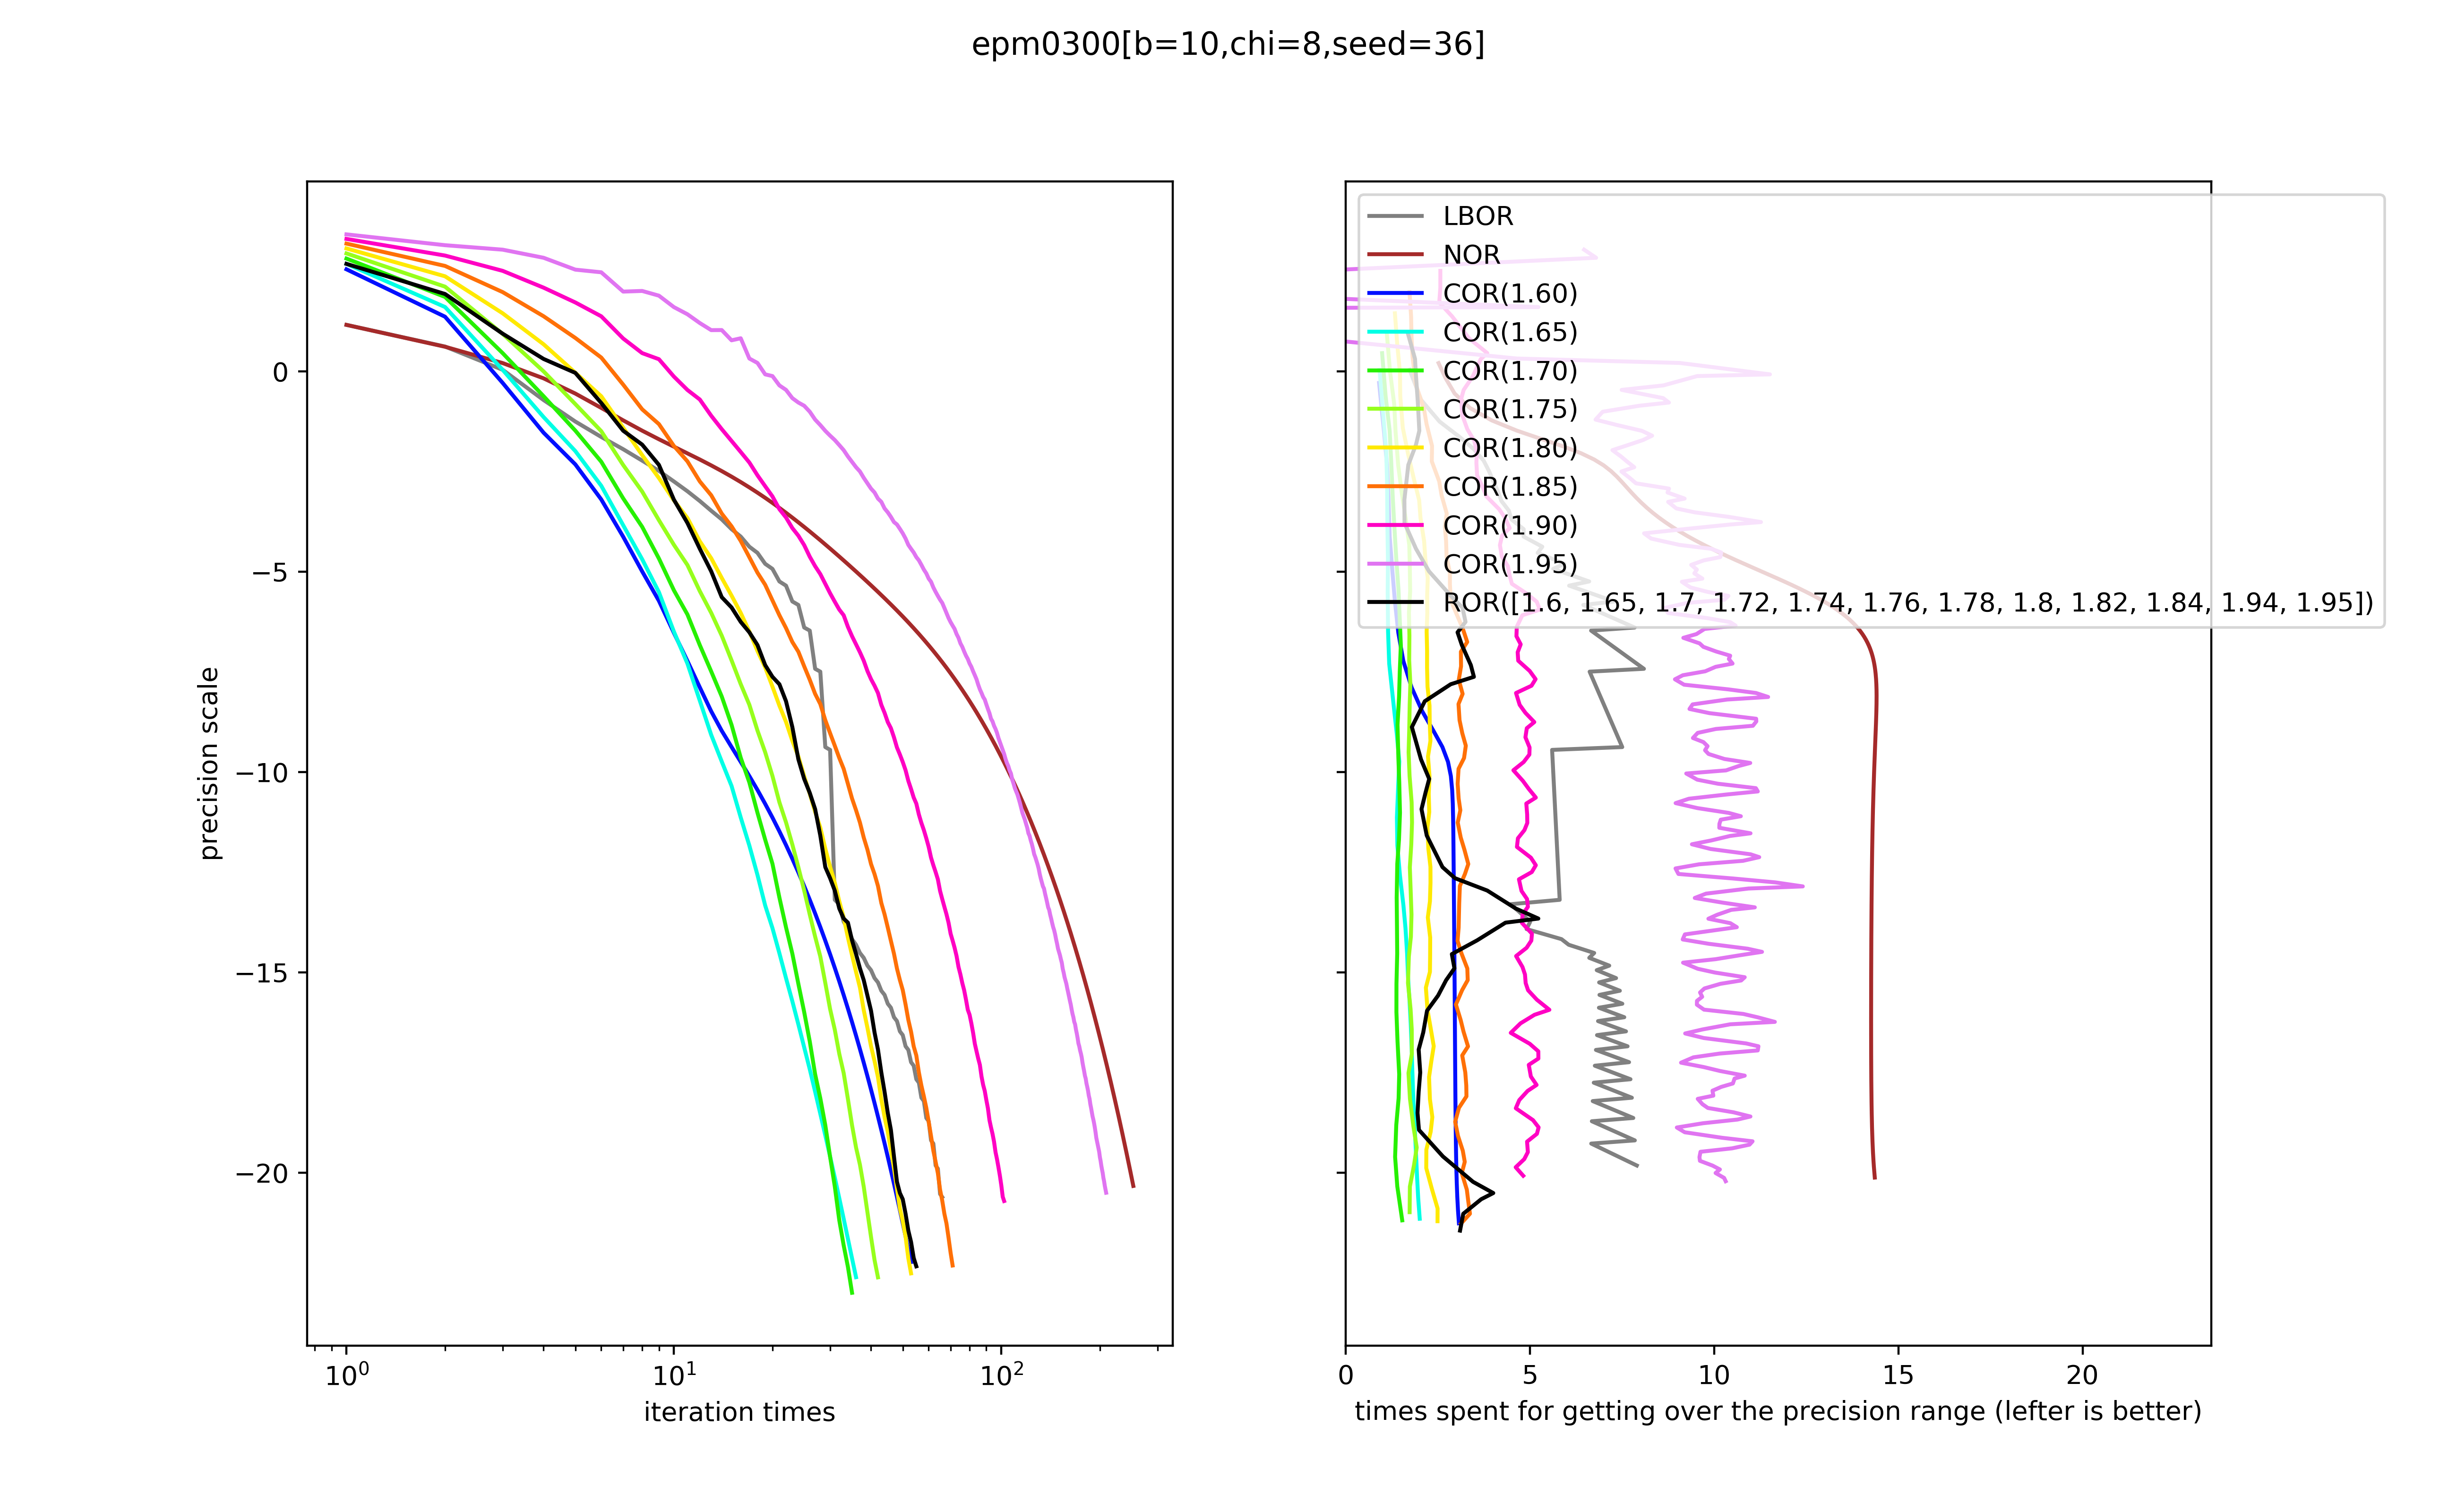 epm0300[b=10,chi=8,seed=36]
precision scale
0
−5
−10
−15
−20
10⁰ 10¹ 10²
iteration times
LBOR
NOR
COR(1.60)
COR(1.65)
COR(1.70)
COR(1.75)
COR(1.80)
COR(1.85)
COR(1.90)
COR(1.95)
ROR([1.6, 1.65, 1.7, 1.72, 1.74, 1.76, 1.78, 1.8, 1.82, 1.84, 1.94, 1.95])
0 5 10 15 20
times spent for getting over the precision range (lefter is better)